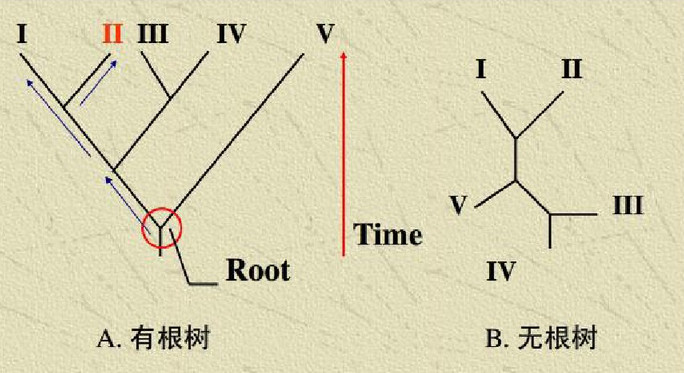 I II III IV V
I II
V III
Time
Root
IV
A. 有根树 B. 无根树